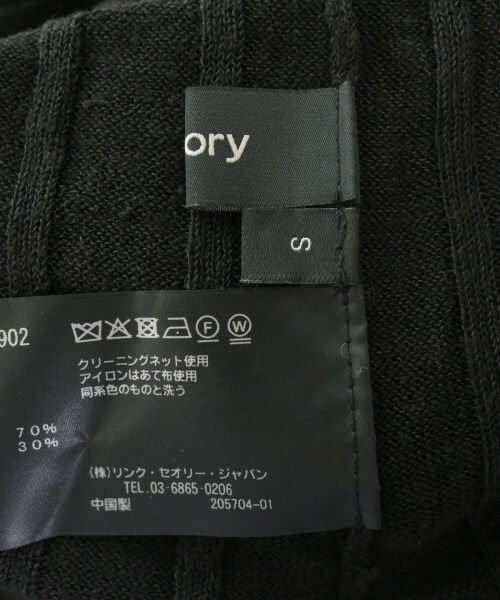 ory
S
902
F W
クリーニングネット使用
アイロンはあて布使用
同系色のものと洗う
70%
30%
(株)リンク・セオリー・ジャパン
TEL.03-6865-0206
中国製 205704-01